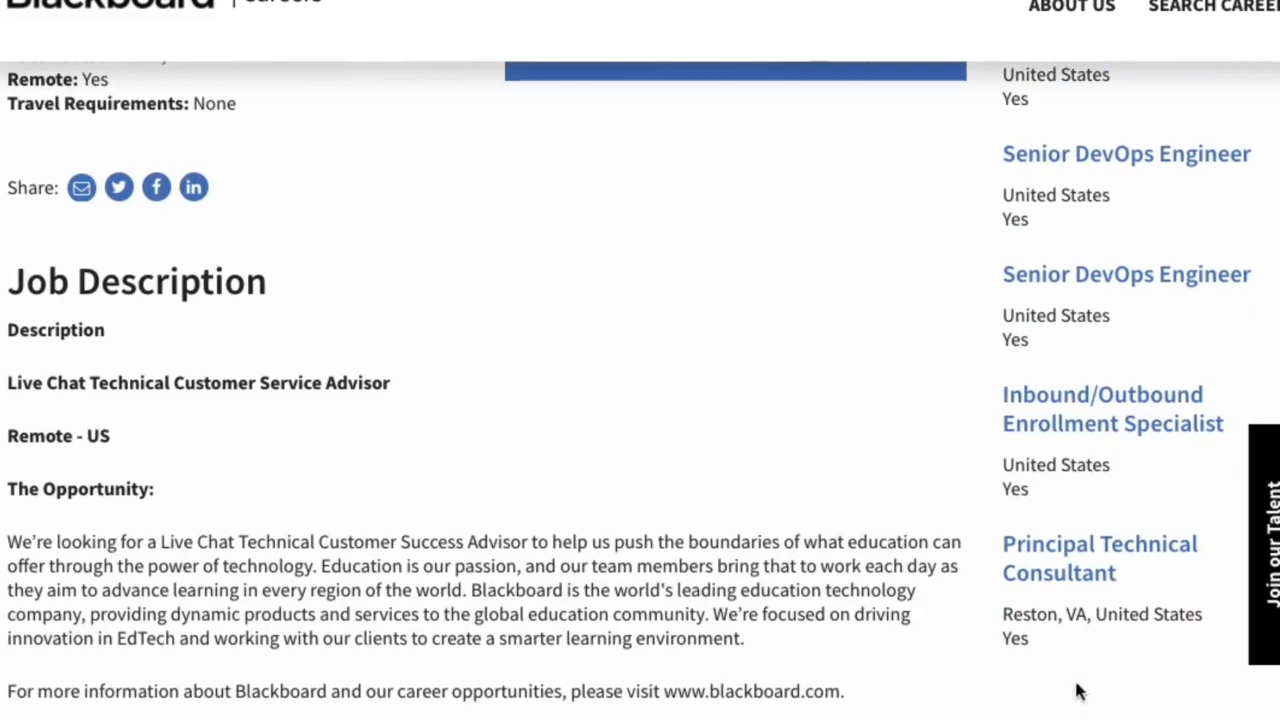 Blackboard | Careers
ABOUT US
SEARCH CAREE
Remote: Yes
Travel Requirements: None
Share:
Job Description
Description
Live Chat Technical Customer Service Advisor
Remote - US
The Opportunity:
We're looking for a Live Chat Technical Customer Success Advisor to help us push the boundaries of what education can
offer through the power of technology. Education is our passion, and our team members bring that to work each day as
they aim to advance learning in every region of the world. Blackboard is the world's leading education technology
company, providing dynamic products and services to the global education community. We're focused on driving
innovation in EdTech and working with our clients to create a smarter learning environment.
For more information about Blackboard and our career opportunities, please visit www.blackboard.com.
United States
Yes
Senior DevOps Engineer
United States
Yes
Senior DevOps Engineer
United States
Yes
Inbound/Outbound
Enrollment Specialist
United States
Yes
Principal Technical
Consultant
Reston, VA, United States
Yes
Join our Talent